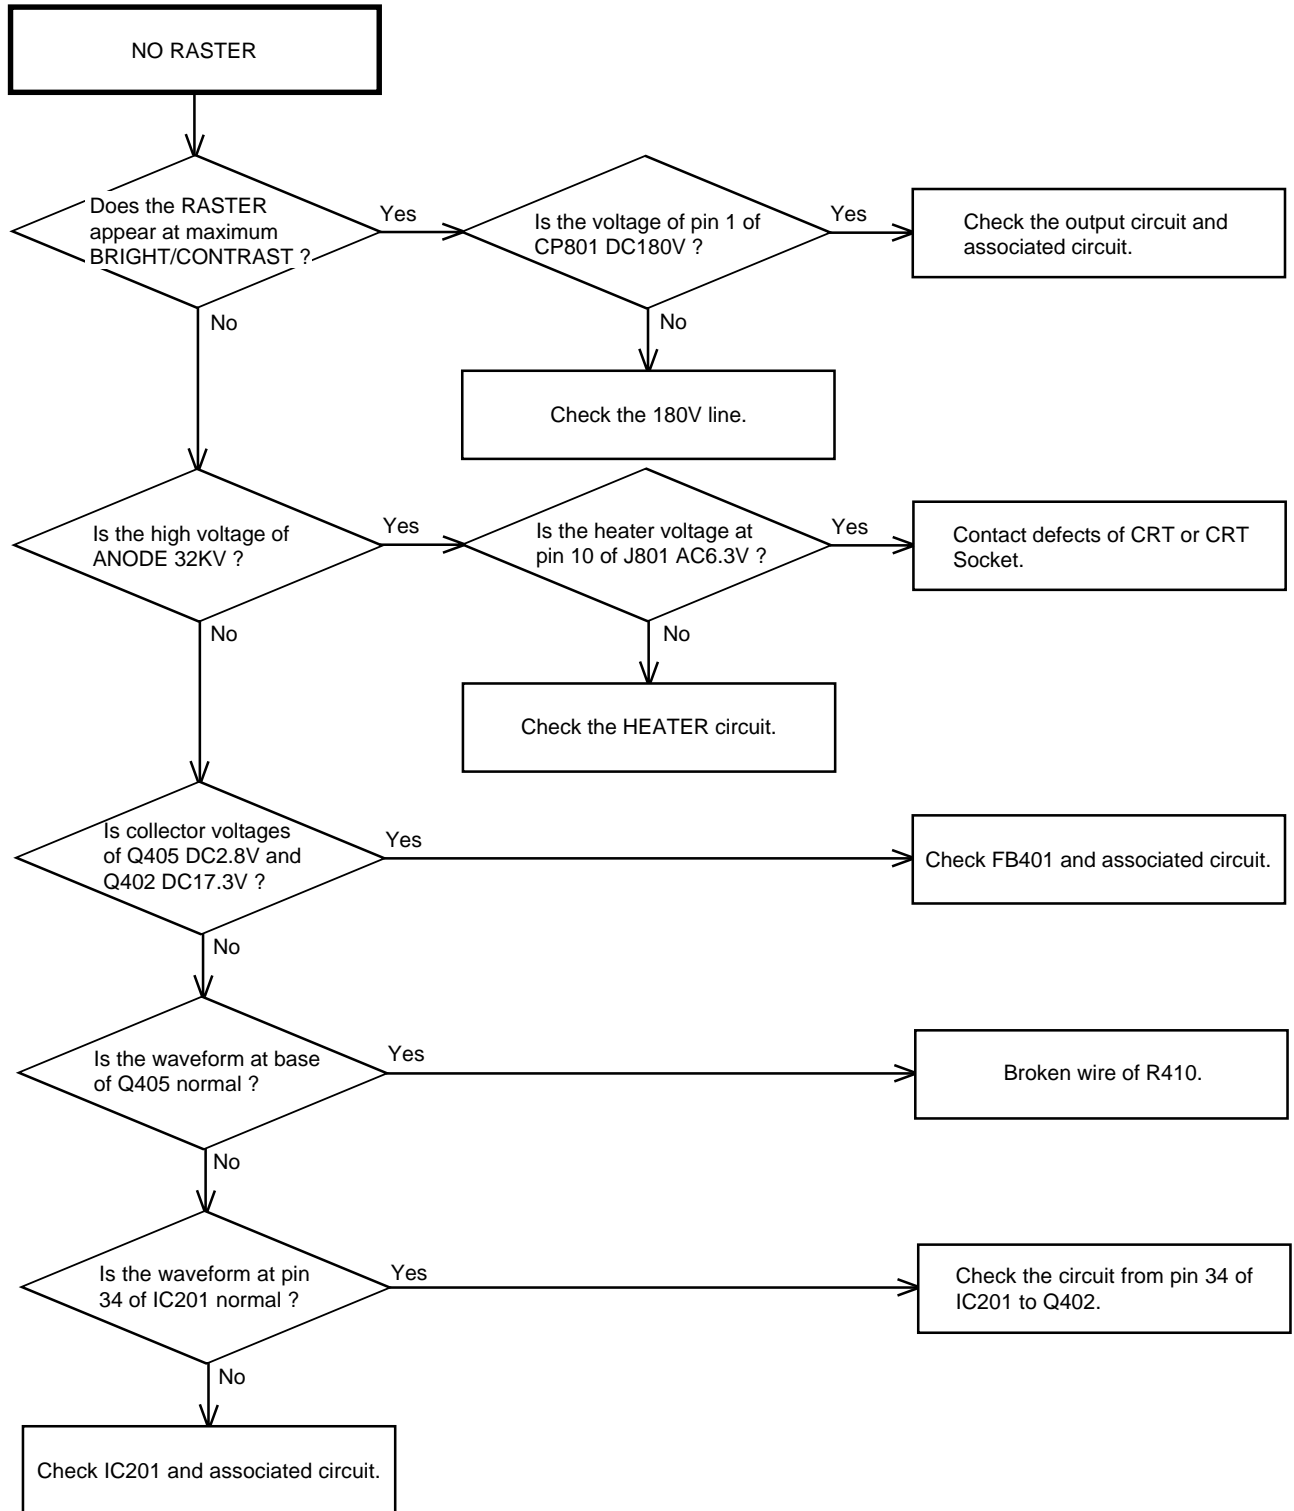 NO RASTER
Does the RASTER
appear at maximum
BRIGHT/CONTRAST ?
Yes
Is the voltage of pin 1 of
CP801 DC180V ?
Yes
Check the output circuit and
associated circuit.
No
No
Check the 180V line.
Is the high voltage of
ANODE 32KV ?
Yes
Is the heater voltage at
pin 10 of J801 AC6.3V ?
Yes
Contact defects of CRT or CRT
Socket.
No
No
Check the HEATER circuit.
Is collector voltages
of Q405 DC2.8V and
Q402 DC17.3V ?
Yes
Check FB401 and associated circuit.
No
Is the waveform at base
of Q405 normal ?
Yes
Broken wire of R410.
No
Is the waveform at pin
34 of IC201 normal ?
Yes
Check the circuit from pin 34 of
IC201 to Q402.
No
Check IC201 and associated circuit.